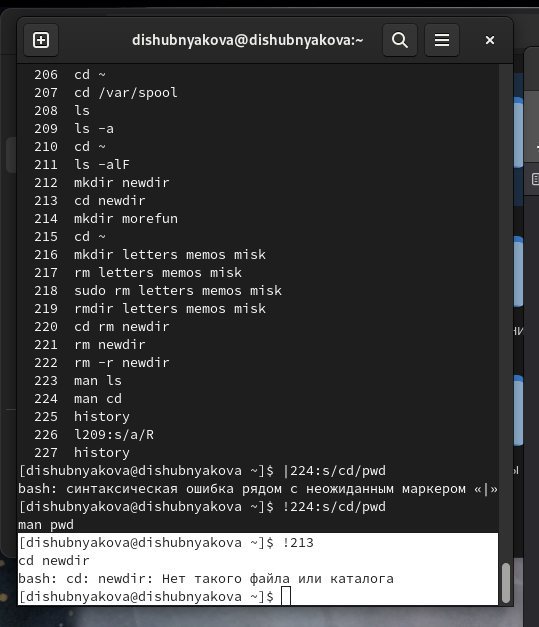 dishubnyakova@dishubnyakova:~
206 cd ~
207 cd /var/spool
208 ls
209 ls -a
210 cd ~
211 ls -alF
212 mkdir newdir
213 cd newdir
214 mkdir morefun
215 cd ~
216 mkdir letters memos misk
217 rm letters memos misk
218 sudo rm letters memos misk
219 rmdir letters memos misk
220 cd rm newdir
221 rm newdir
222 rm -r newdir
223 man ls
224 man cd
225 history
226 l209:s/a/R
227 history
[dishubnyakova@dishubnyakova ~]$ |224:s/cd/pwd
bash: синтаксическая ошибка рядом с неожиданным маркером «|»
[dishubnyakova@dishubnyakova ~]$ !224:s/cd/pwd
man pwd
[dishubnyakova@dishubnyakova ~]$ !213
cd newdir
bash: cd: newdir: Нет такого файла или каталога
[dishubnyakova@dishubnyakova ~]$